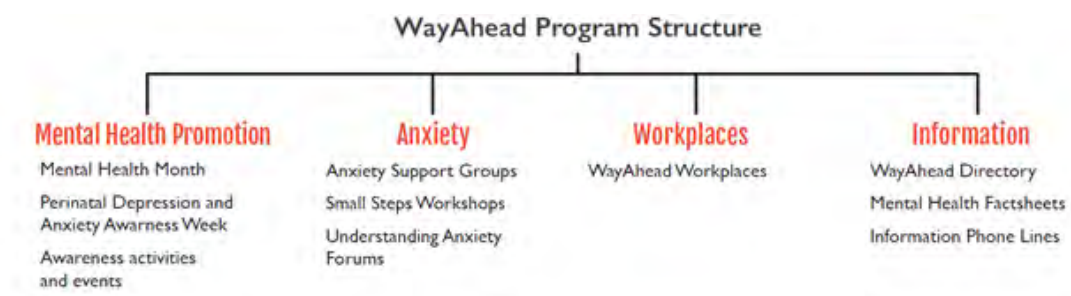 WayAhead Program Structure
Mental Health Promotion
Mental Health Month
Perinatal Depression and
Anxiety Awarness Week
Awareness activities
and events
Anxiety
Anxiety Support Groups
Small Steps Workshops
Understanding Anxiety
Forums
Workplaces
WayAhead Workplaces
Information
WayAhead Directory
Mental Health Factsheets
Information Phone Lines